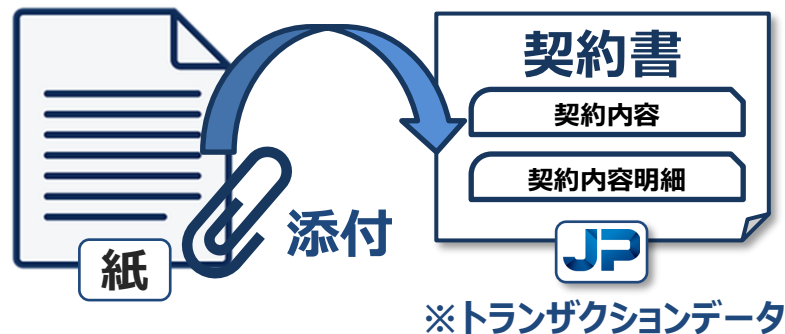 紙
添付
契約書
契約内容
契約内容明細
JP
※トランザクションデータ